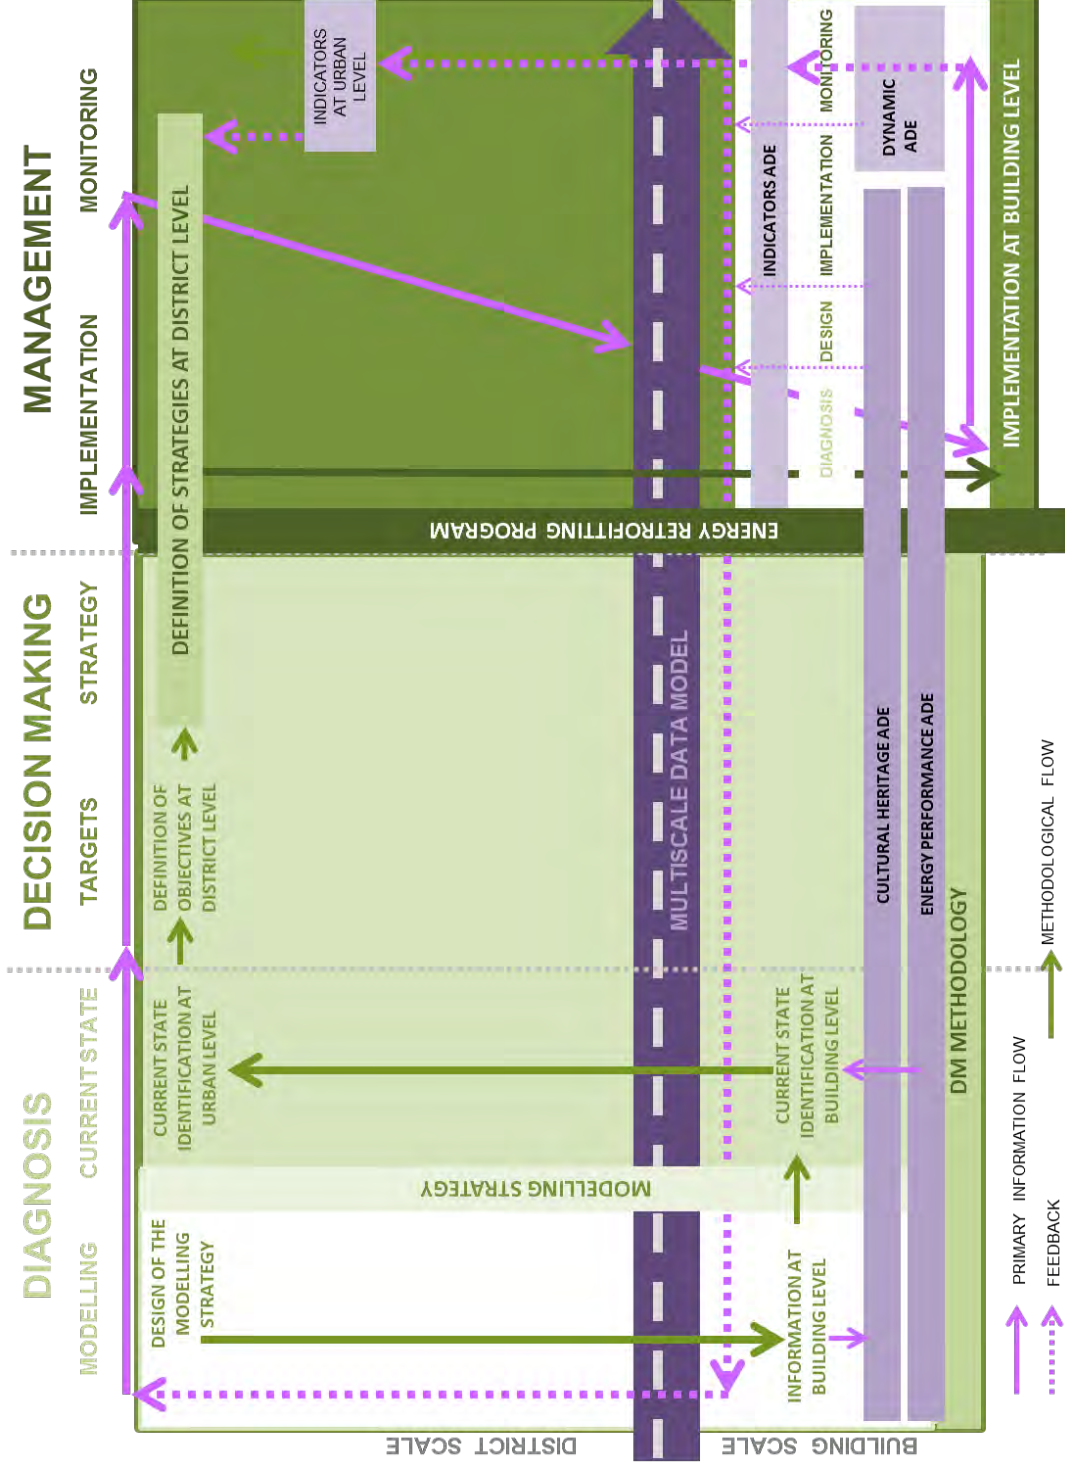 DIAGNOSIS
DECISION MAKING
MANAGEMENT
MODELLING
CURRENT STATE
TARGETS
STRATEGY
IMPLEMENTATION
MONITORING
DESIGN OF THE
MODELLING
STRATEGY
CURRENT STATE
IDENTIFICATION AT
URBAN LEVEL
DEFINITION OF
OBJECTIVES AT
DISTRICT LEVEL
DEFINITION OF STRATEGIES AT DISTRICT LEVEL
INDICATORS
AT URBAN
LEVEL
DISTRICT SCALE
MODELLING STRATEGY
ENERGY RETROFITTING PROGRAM
MULTISCALE DATA MODEL
BUILDING SCALE
INFORMATION AT
BUILDING LEVEL
CURRENT STATE
IDENTIFICATION AT
BUILDING LEVEL
INDICATORS ADE
DIAGNOSIS
DESIGN
IMPLEMENTATION
MONITORING
CULTURAL HERITAGE ADE
ENERGY PERFORMANCE ADE
DYNAMIC
ADE
DM METHODOLOGY
IMPLEMENTATION AT BUILDING LEVEL
PRIMARY INFORMATION FLOW
METHODOLOGICAL FLOW
FEEDBACK